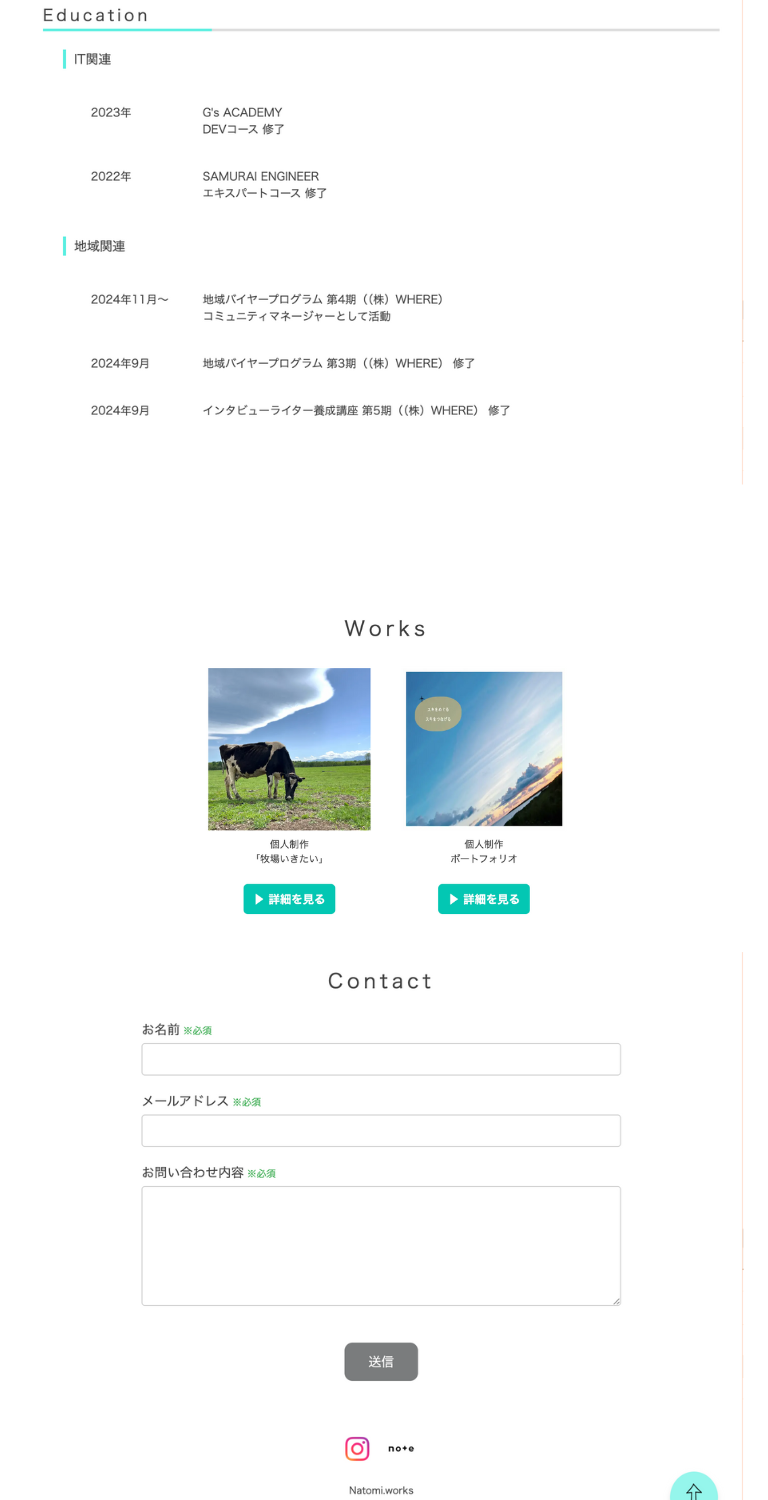 Education
IT関連
2023年 G's ACADEMY
DEVコース 修了
2022年 SAMURAI ENGINEER
エキスパートコース 修了
地域関連
2024年11月〜 地域バイヤープログラム 第4期（（株）WHERE）
コミュニティマネージャーとして活動
2024年9月 地域バイヤープログラム 第3期（（株）WHERE） 修了
2024年9月 インタビューライター養成講座 第5期（（株）WHERE） 修了
Works
個人制作
「牧場いきたい」
▶ 詳細を見る
個人制作
ポートフォリオ
▶ 詳細を見る
Contact
お名前 ※必須
メールアドレス ※必須
お問い合わせ内容 ※必須
送信
note
Natomi.works